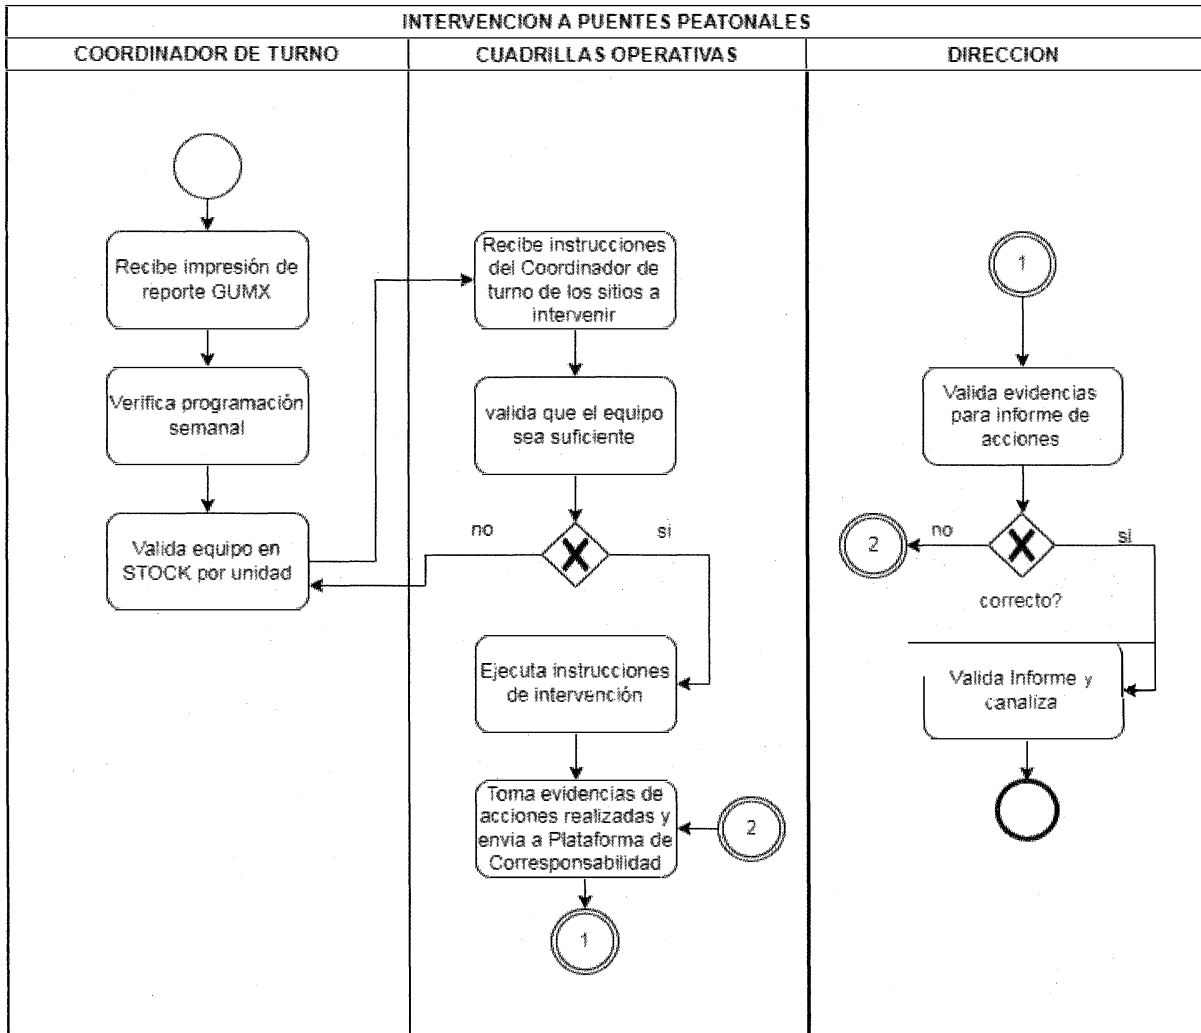 INTERVENCION A PUENTES PEATONALES
COORDINADOR DE TURNO
CUADRILLAS OPERATIVAS
DIRECCION
Recibe impresión de
reporte GUMX
Verifica programación
semanal
Valida equipo en
STOCK por unidad
Recibe instrucciones
del Coordinador de
turno de los sitios a
intervenir
valida que el equipo
sea suficiente
no
si
Ejecuta instrucciones
de intervención
Toma evidencias de
acciones realizadas y
envia a Plataforma de
Corresponsabilidad
2
1
1
Valida evidencias
para informe de
acciones
2
no
si
correcto?
Valida Informe y
canaliza